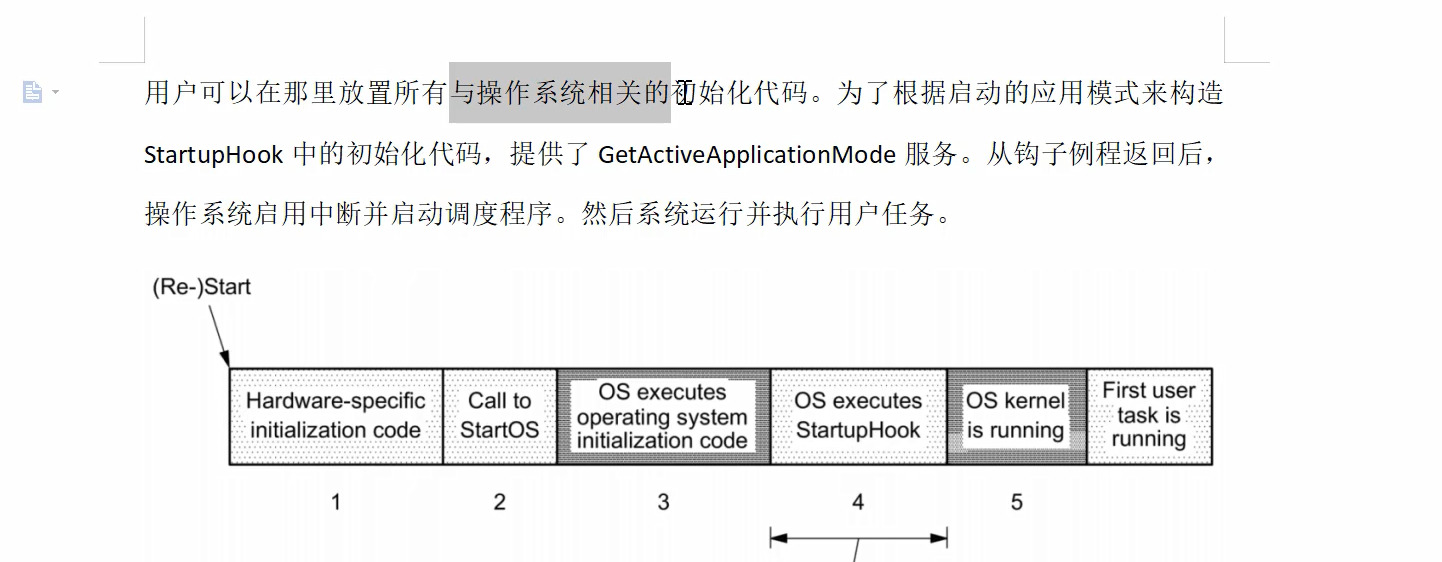 用户可以在那里放置所有与操作系统相关的初始化代码。为了根据启动的应用模式来构造
StartupHook 中的初始化代码，提供了 GetActiveApplicationMode 服务。从钩子例程返回后，
操作系统启用中断并启动调度程序。然后系统运行并执行用户任务。
(Re-)Start
Hardware-specific
initialization code
Call to
StartOS
OS executes
operating system
initialization code
OS executes
StartupHook
OS kernel
is running
First user
task is
running
1
2
3
4
5